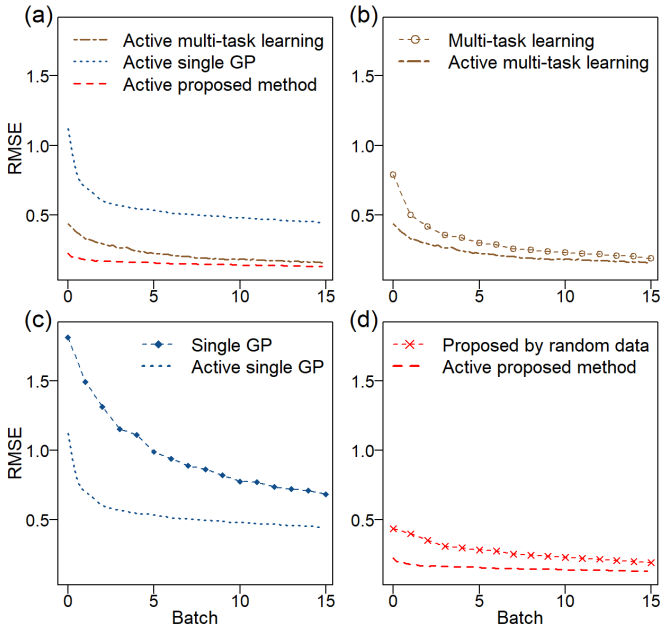 (a)
Active multi-task learning
Active single GP
Active proposed method
1.5
1.0
0.5
RMSE
0
5
10
15
(b)
Multi-task learning
Active multi-task learning
1.5
1.0
0.5
0
5
10
15
(c)
Single GP
Active single GP
1.5
1.0
0.5
RMSE
0
5
10
15
Batch
(d)
Proposed by random data
Active proposed method
1.5
1.0
0.5
0
5
10
15
Batch